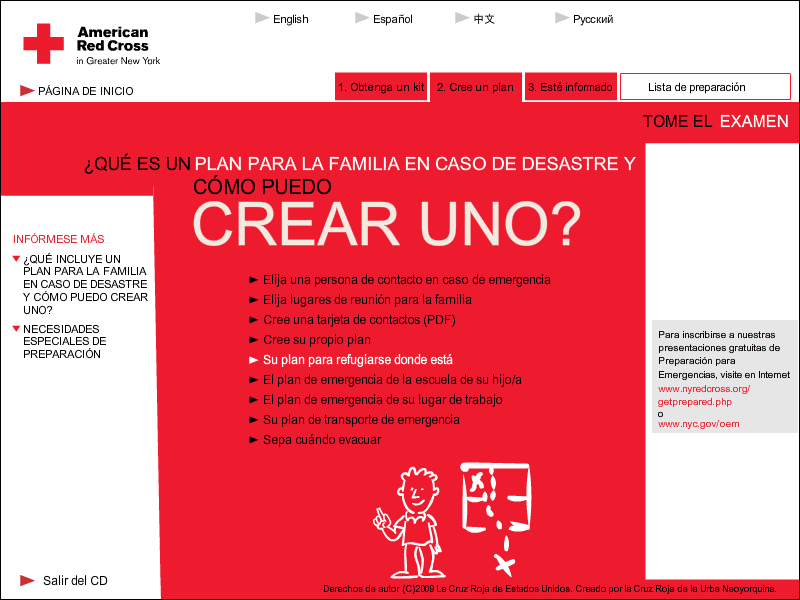 English
Español
中文
Русский
American
Red Cross
in Greater New York
PÁGINA DE INICIO
1. Obtenga un kit
2. Cree un plan
3. Esté informado
Lista de preparación
TOME EL EXAMEN
¿QUÉ ES UN PLAN PARA LA FAMILIA EN CASO DE DESASTRE Y
CÓMO PUEDO
CREAR UNO?
INFÓRMESE MÁS
¿QUÉ INCLUYE UN
PLAN PARA LA FAMILIA
EN CASO DE DESASTRE
Y CÓMO PUEDO CREAR
UNO?
NECESIDADES
ESPECIALES DE
PREPARACIÓN
Elija una persona de contacto en caso de emergencia
Elija lugares de reunión para la familia
Cree una tarjeta de contactos (PDF)
Cree su propio plan
Su plan para refugiarse donde está
El plan de emergencia de la escuela de su hijo/a
El plan de emergencia de su lugar de trabajo
Su plan de transporte de emergencia
Sepa cuándo evacuar
Para inscribirse a nuestras
presentaciones gratuitas de
Preparación para
Emergencias, visite en Internet
www.nyredcross.org/
getprepared.php
o
www.nyc.gov/oem
Salir del CD
Derechos de autor (C)2009 La Cruz Roja de Estados Unidos. Creado por la Cruz Roja de la Urbe Neoyorquina.